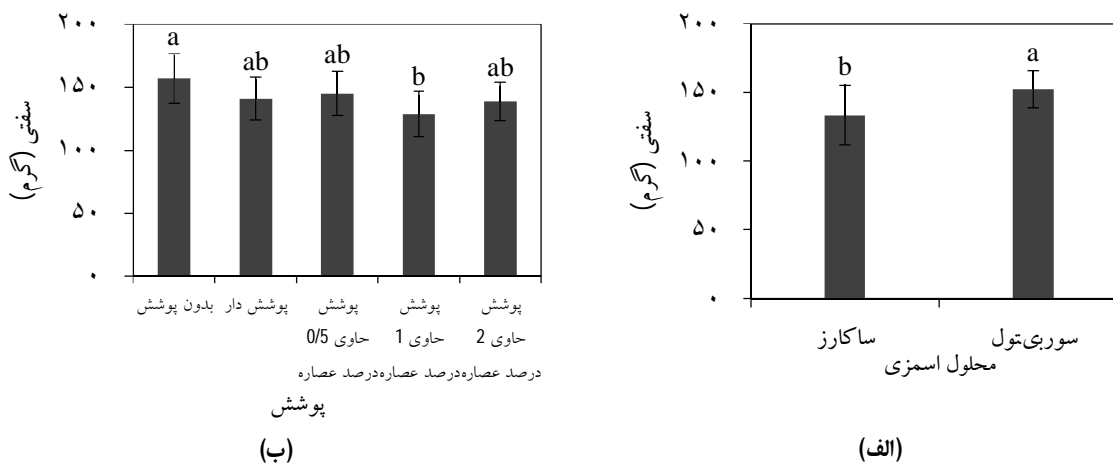 ۲۰۰
۱۵۰
۱۰۰
۵۰
۰
سفتی (گرم)
b
a
ساکارز
سوربیتول
محلول اسمزی
(الف)
۲۰۰
۱۵۰
۱۰۰
۵۰
۰
سفتی (گرم)
a
ab
ab
b
ab
بدون پوشش
پوشش دار
پوشش
حاوی 0/5
درصد عصاره
پوشش
حاوی 1
درصد عصاره
پوشش
حاوی 2
درصد عصاره
پوشش
(ب)